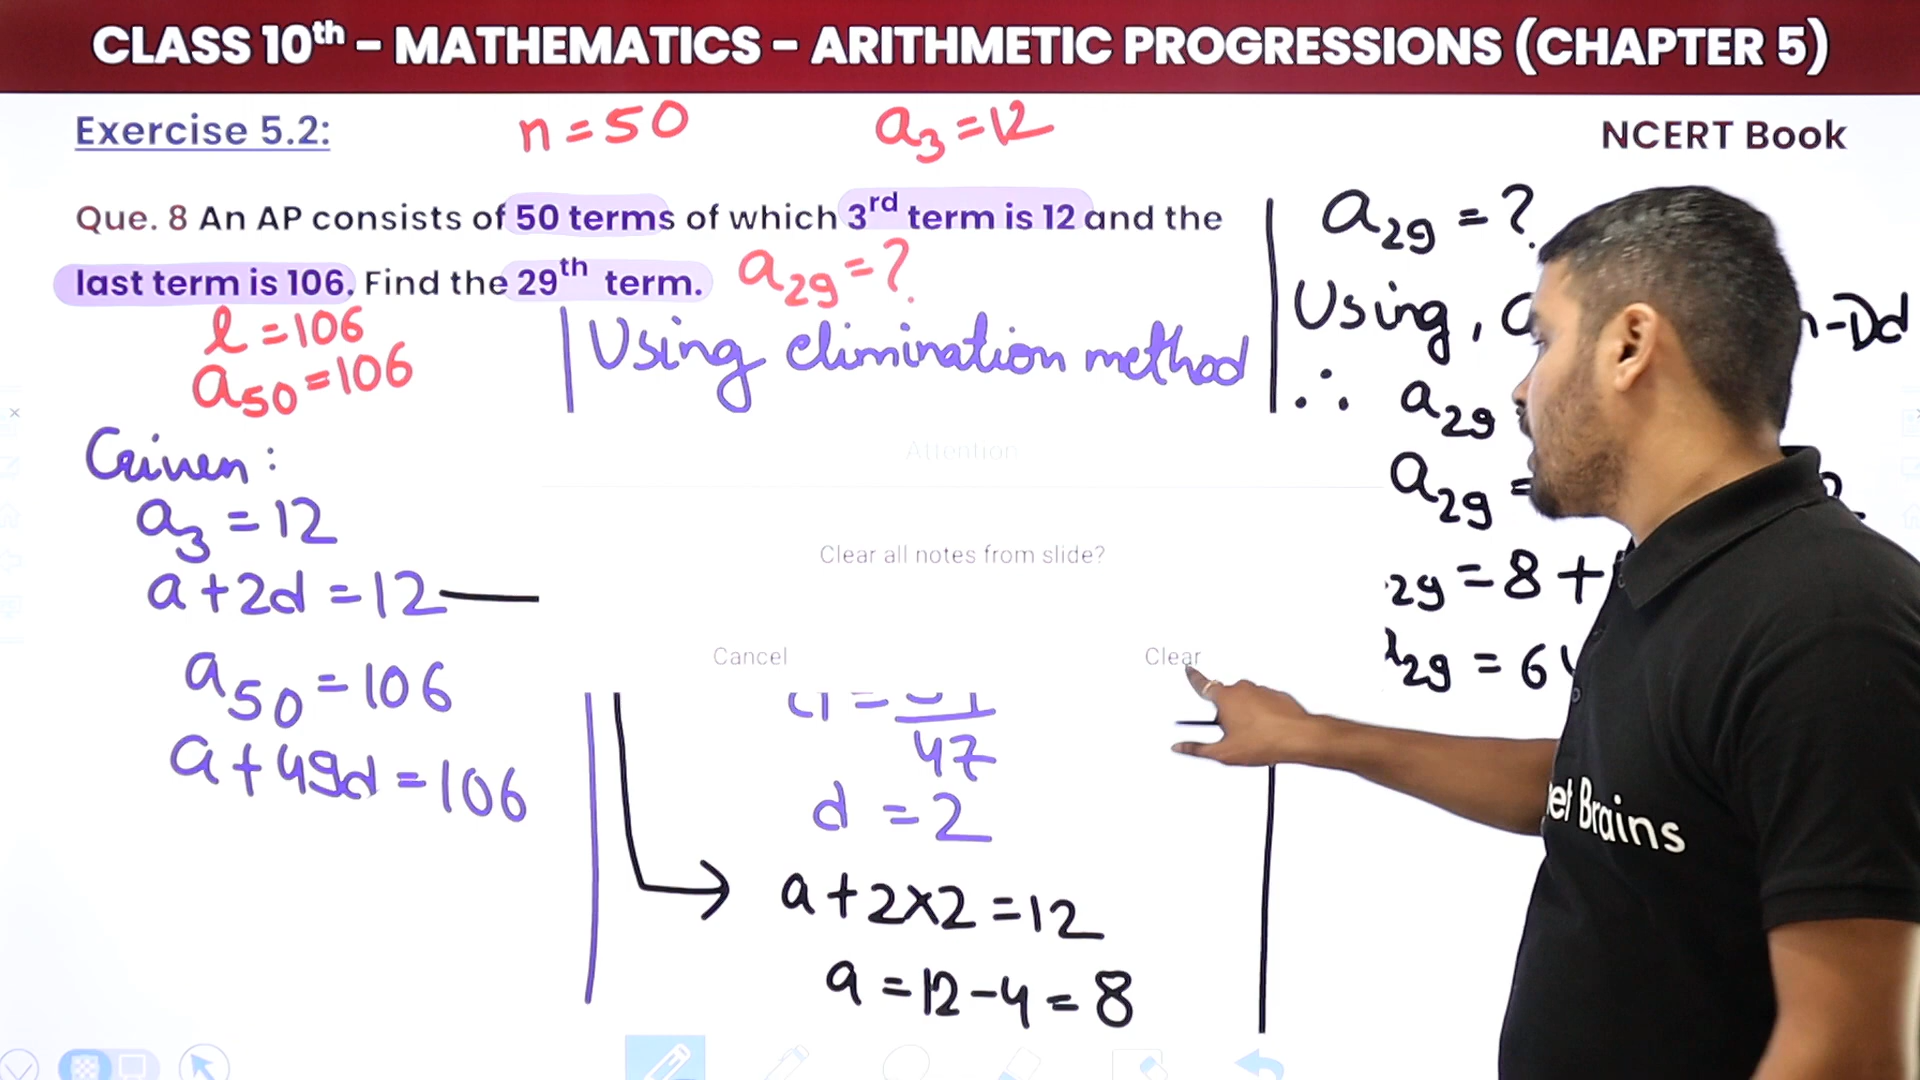 CLASS 10th – MATHEMATICS – ARITHMETIC PROGRESSIONS (CHAPTER 5)
Exercise 5.2:
n = 50
a3 = 12
NCERT Book
Que. 8 An AP consists of 50 terms of which 3rd term is 12 and the
last term is 106. Find the 29th term.
a29 = ?
l = 106
a50 = 106
Given :
a3 = 12
a + 2d = 12
a50 = 106
a + 49d = 106
Using elimination method
Attention
Clear all notes from slide?
Cancel
Clear
47
d = 2
a + 2×2 = 12
a = 12 – 4 = 8
a29 = ?
Using,
∴ a29
a29 =
29 = 8 +
29 = 6
et Brains